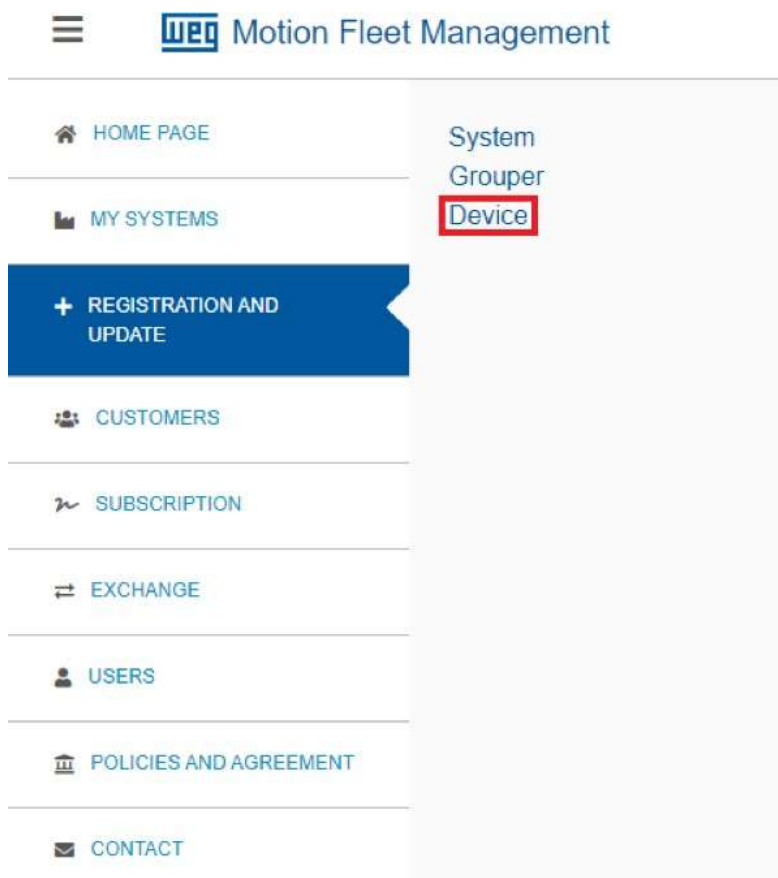 WEG Motion Fleet Management
HOME PAGE
MY SYSTEMS
REGISTRATION AND
UPDATE
CUSTOMERS
SUBSCRIPTION
EXCHANGE
USERS
POLICIES AND AGREEMENT
CONTACT
System
Grouper
Device